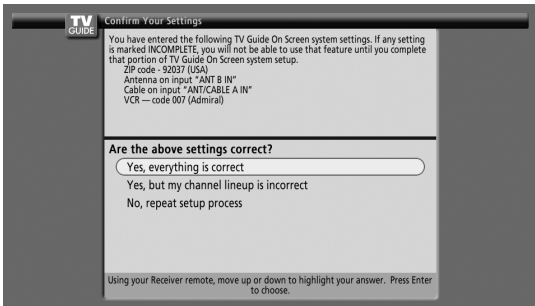 TV
GUIDE
Confirm Your Settings
You have entered the following TV Guide On Screen system settings. If any setting
is marked INCOMPLETE, you will not be able to use that feature until you complete
that portion of TV Guide On Screen system setup.
ZIP code - 92037 (USA)
Antenna on input "ANT B IN"
Cable on input "ANT/CABLE A IN"
VCR — code 007 (Admiral)
Are the above settings correct?
Yes, everything is correct
Yes, but my channel lineup is incorrect
No, repeat setup process
Using your Receiver remote, move up or down to highlight your answer. Press Enter
to choose.